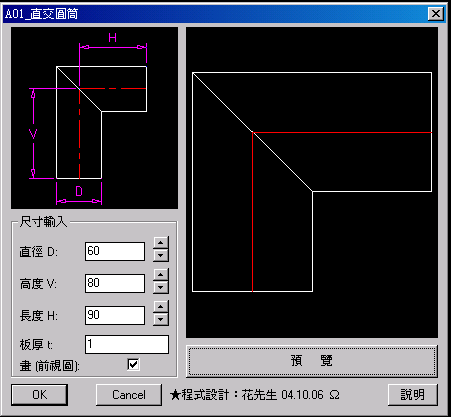 A01_直交圓筒
H
V
D
尺寸輸入
直徑 D: 60
高度 V: 80
長度 H: 90
板厚 t: 1
畫 (前視圖):
預 覽
OK
Cancel
★程式設計：花先生 04.10.06 Ω
說明